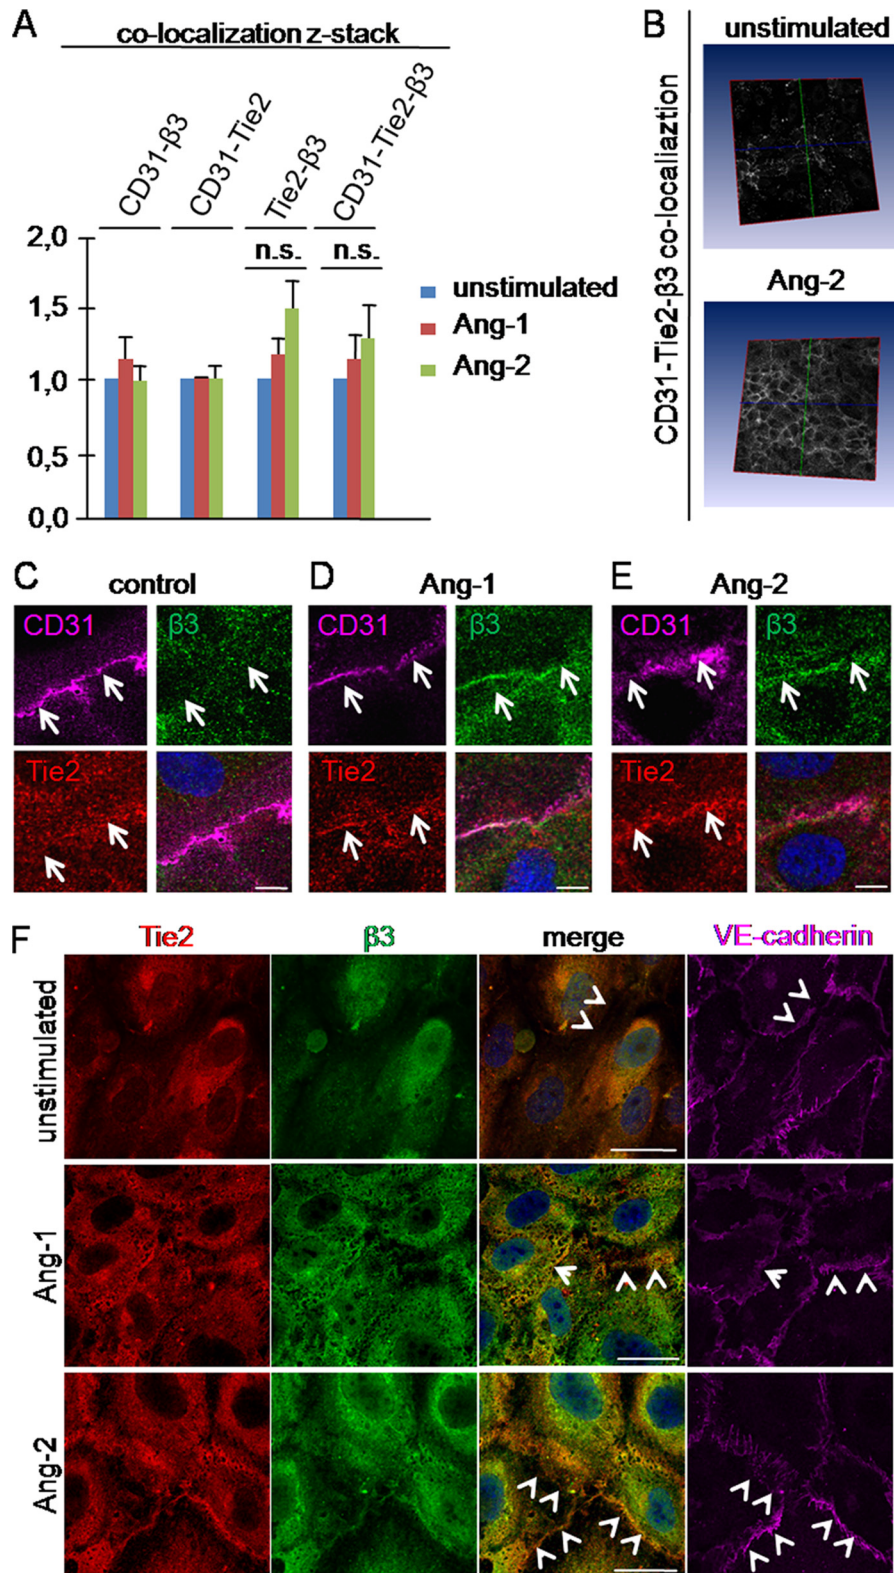 A
co-localization z-stack
CD31-β3
CD31-Tie2
Tie2-β3
CD31-Tie2-β3
2,0
1,5
1,0
0,5
0,0
n.s.
n.s.
unstimulated
Ang-1
Ang-2
B
unstimulated
Ang-2
CD31-Tie2-β3 co-localiaztion
C
control
CD31
β3
Tie2
D
Ang-1
CD31
β3
Tie2
E
Ang-2
CD31
β3
Tie2
F
Tie2
β3
merge
VE-cadherin
unstimulated
Ang-1
Ang-2